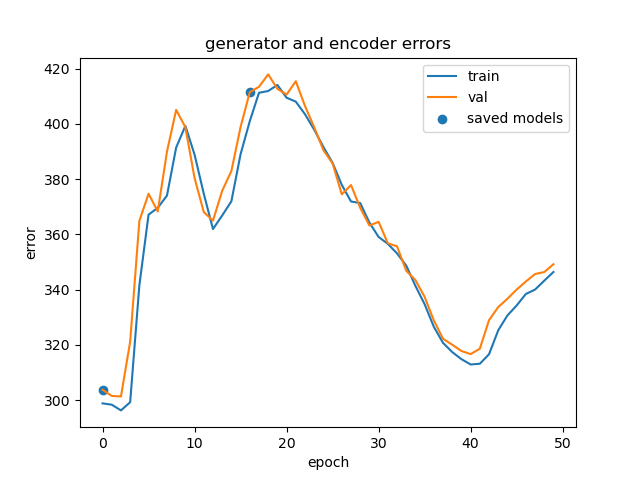 generator and encoder errors
train
val
saved models
error
420
400
380
360
340
320
300
0 10 20 30 40 50
epoch